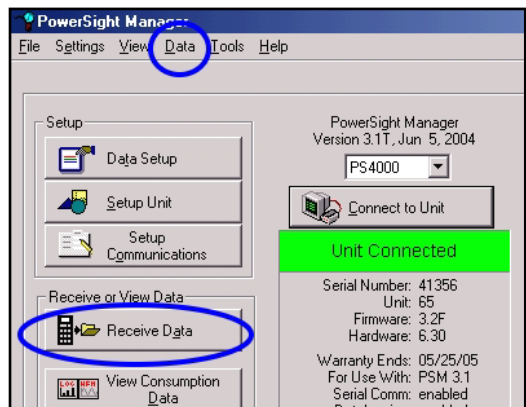 PowerSight Manager
File Settings View Data Tools Help
Setup
Data Setup
Setup Unit
Setup
Communications
Receive or View Data
Receive Data
LOG HFM
View Consumption
Data
PowerSight Manager
Version 3.1T, Jun 5, 2004
PS4000
Connect to Unit
Unit Connected
Serial Number: 41356
Unit: 65
Firmware: 3.2F
Hardware: 6.30
Warranty Ends: 05/25/05
For Use With: PSM 3.1
Serial Comm: enabled